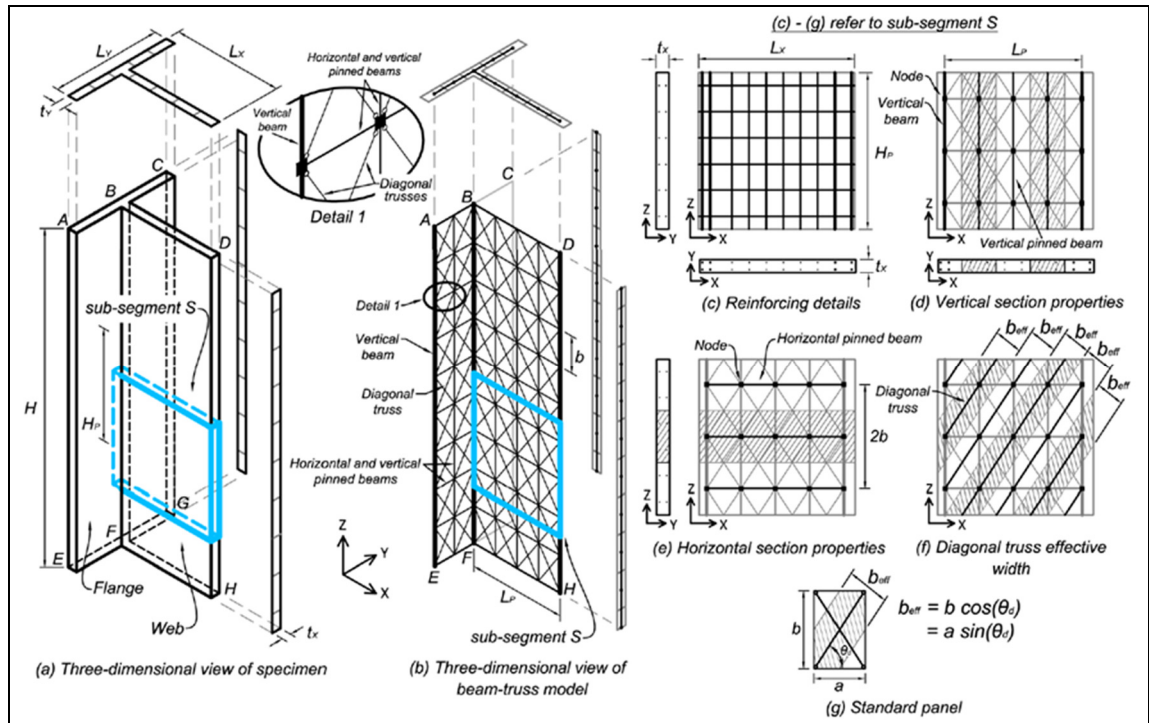 (c) - (g) refer to sub-segment S
LY
LX
tY
Horizontal and vertical
pinned beams
Vertical
beam
Diagonal
trusses
Detail 1
tX
LX
HP
Z
Y
Z
X
Y
X
tX
(c) Reinforcing details
LP
Node
Vertical
beam
Vertical pinned beam
Z
X
Y
X
(d) Vertical section properties
A
B
C
D
sub-segment S
H
HP
E
F
G
H
Flange
Web
tX
(a) Three-dimensional view of specimen
Z
Y
X
A
B
C
D
Detail 1
Vertical
beam
Diagonal
truss
b
Horizontal and vertical
pinned beams
E
F
H
LP
sub-segment S
(b) Three-dimensional view of
beam-truss model
Node
Horizontal pinned beam
2b
Z
Y
Z
X
(e) Horizontal section properties
beff
beff
beff
beff
beff
Diagonal
truss
Z
X
(f) Diagonal truss effective
width
beff
b
θd
a
beff = b cos(θd)
= a sin(θd)
(g) Standard panel